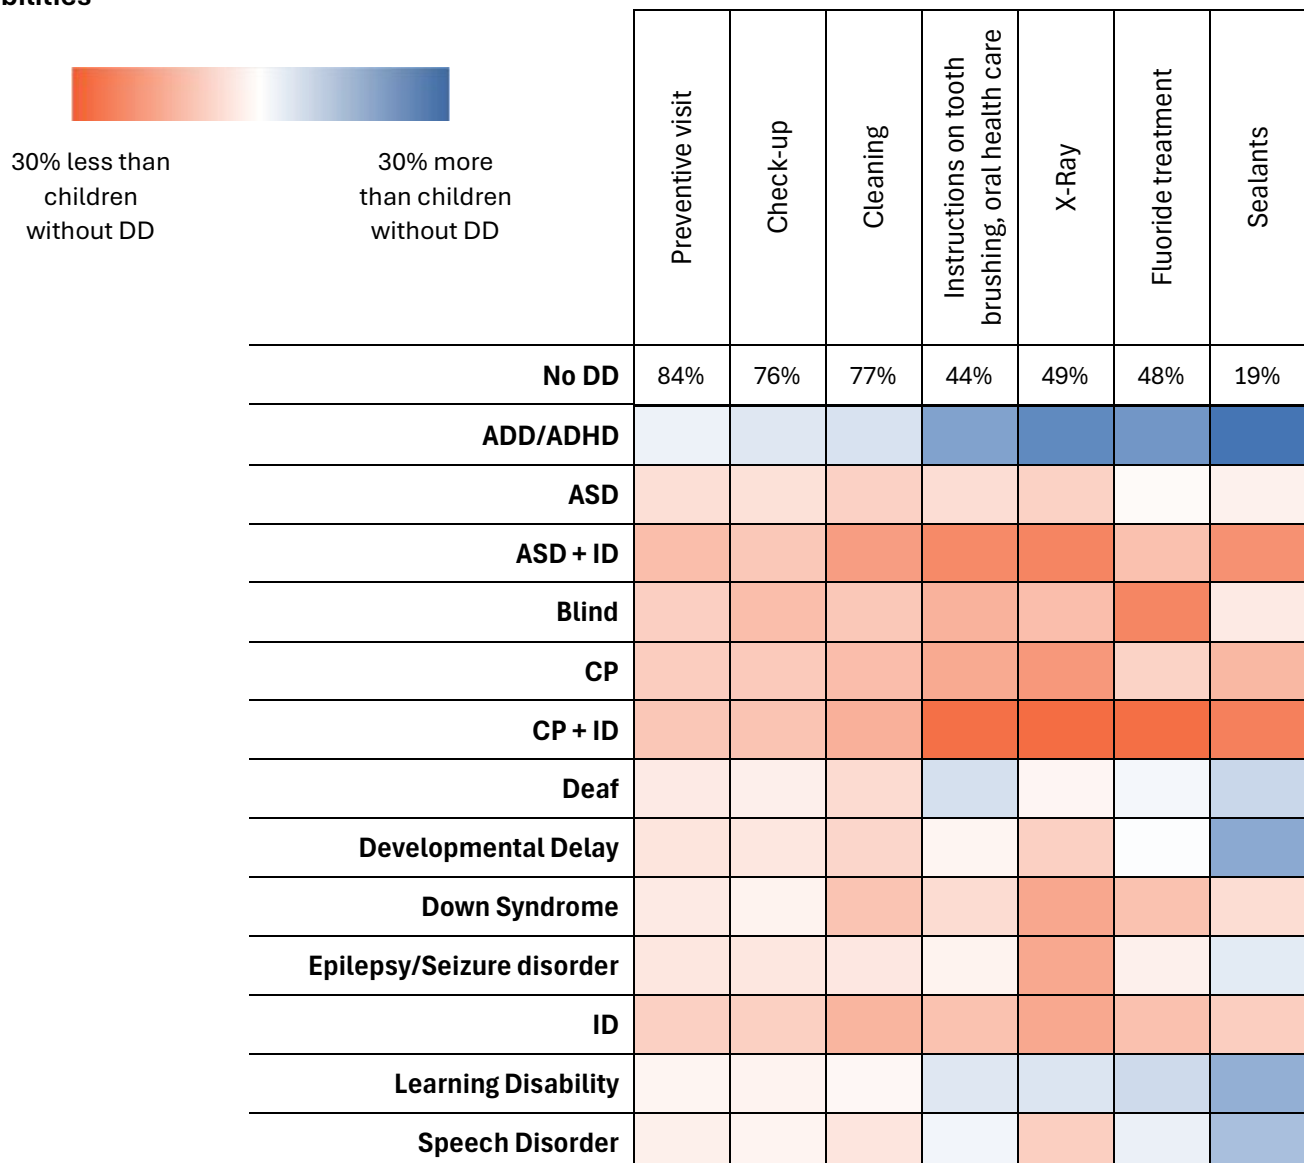 30% less than
children
without DD
30% more
than children
without DD
Preventive visit
Check-up
Cleaning
Instructions on tooth
brushing, oral health care
X-Ray
Fluoride treatment
Sealants
No DD 84% 76% 77% 44% 49% 48% 19%
ADD/ADHD
ASD
ASD + ID
Blind
CP
CP + ID
Deaf
Developmental Delay
Down Syndrome
Epilepsy/Seizure disorder
ID
Learning Disability
Speech Disorder